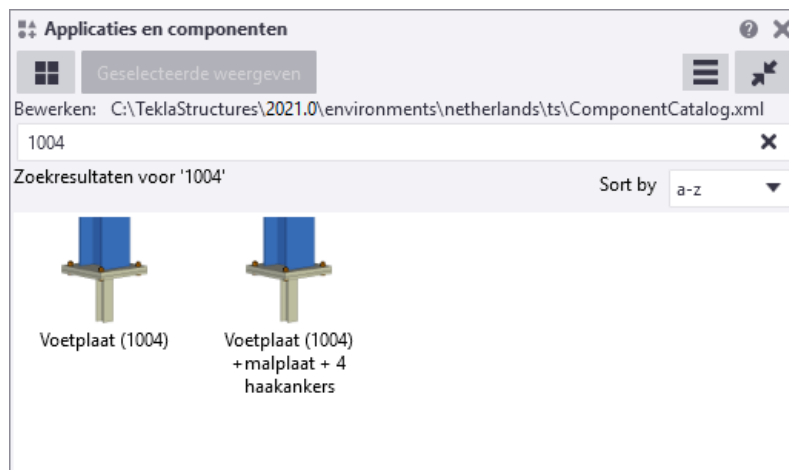 Applicaties en componenten
Geselecteerde weergeven
Bewerken: C:\TeklaStructures\2021.0\environments\netherlands\ts\ComponentCatalog.xml
1004
Zoekresultaten voor '1004'
Sort by a-z
Voetplaat (1004)
Voetplaat (1004)
+malplaat + 4
haakankers